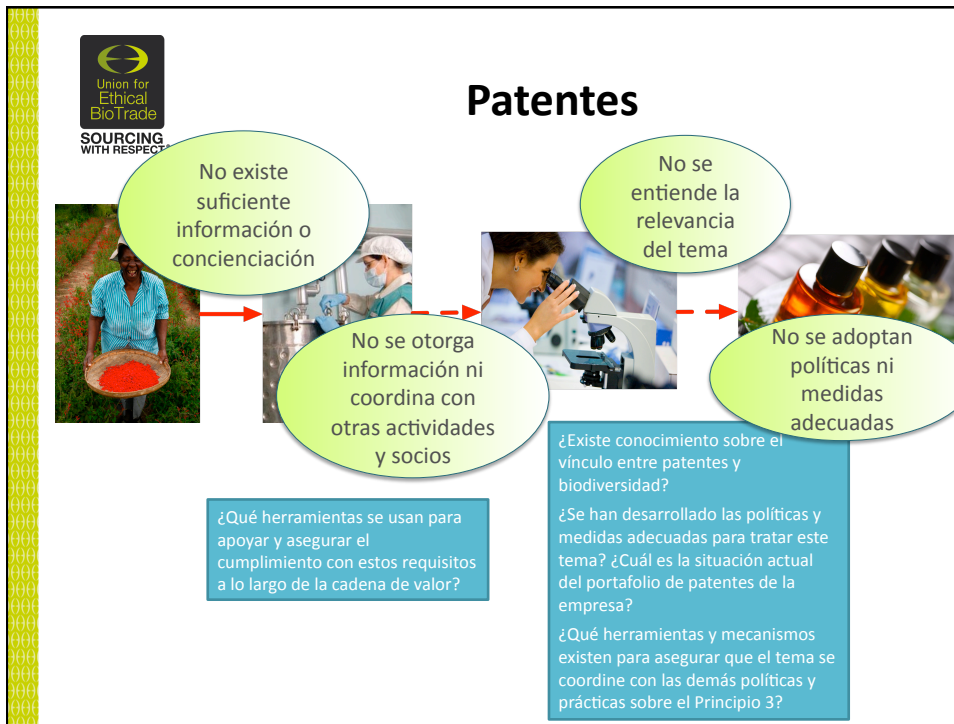 Union for
Ethical
BioTrade
SOURCING
WITH RESPECT
Patentes
No existe
suficiente
información o
concienciación
No se
entiende la
relevancia
del tema
No se otorga
información ni
coordina con
otras actividades
y socios
No se adoptan
políticas ni
medidas
adecuadas
¿Qué herramientas se usan para
apoyar y asegurar el
cumplimiento con estos requisitos
a lo largo de la cadena de valor?
¿Existe conocimiento sobre el
vínculo entre patentes y
biodiversidad?
¿Se han desarrollado las políticas y
medidas adecuadas para tratar este
tema? ¿Cuál es la situación actual
del portafolio de patentes de la
empresa?
¿Qué herramientas y mecanismos
existen para asegurar que el tema se
coordine con las demás políticas y
prácticas sobre el Principio 3?